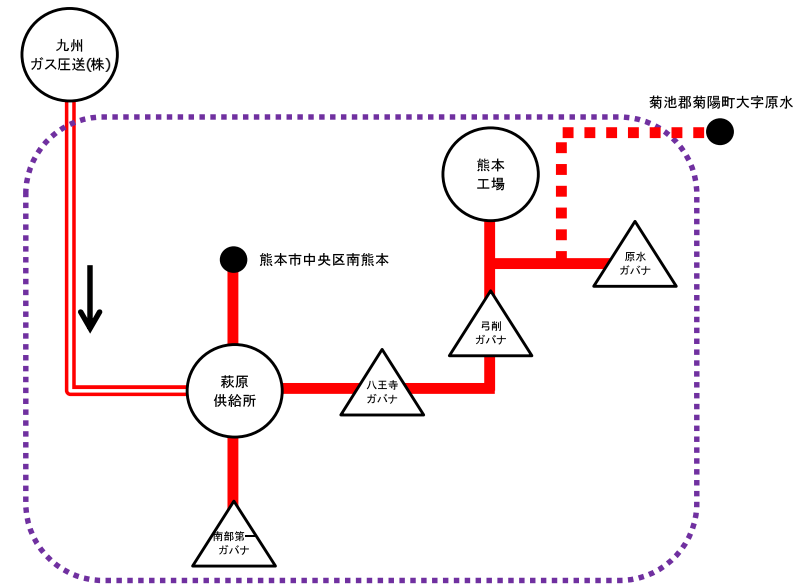 九州
ガス圧送(株)
菊池郡菊陽町大字原水
熊本
工場
熊本市中央区南熊本
原水
ガバナ
弓削
ガバナ
萩原
供給所
八王寺
ガバナ
南部第一
ガバナ